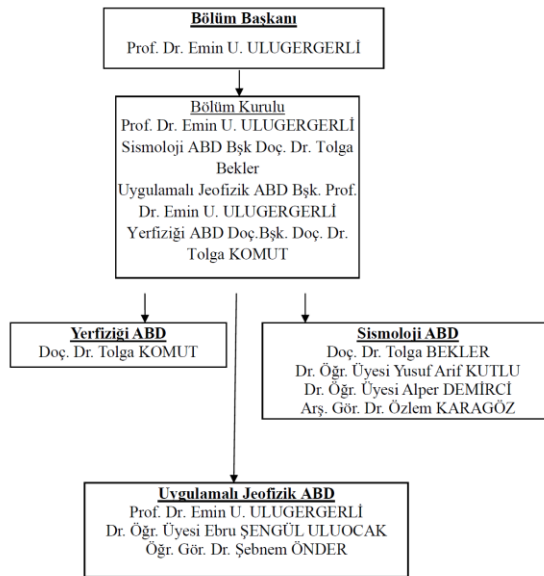 Bölüm Başkanı
Prof. Dr. Emin U. ULUGERGERLİ
Bölüm Kurulu
Prof. Dr. Emin U. ULUGERGERLİ
Sismoloji ABD Bşk Doç. Dr. Tolga
Bekler
Uygulamalı Jeofizik ABD Bşk. Prof.
Dr. Emin U. ULUGERGERLİ
Yerfiziği ABD Doç.Bşk. Doç. Dr.
Tolga KOMUT
Yerfiziği ABD
Doç. Dr. Tolga KOMUT
Sismoloji ABD
Doç. Dr. Tolga BEKLER
Dr. Öğr. Üyesi Yusuf Arif KUTLU
Dr. Öğr. Üyesi Alper DEMİRCİ
Arş. Gör. Dr. Özlem KARAGÖZ
Uygulamalı Jeofizik ABD
Prof. Dr. Emin U. ULUGERGERLİ
Dr. Öğr. Üyesi Ebru ŞENGÜL ULUOCAK
Öğr. Gör. Dr. Şebnem ÖNDER